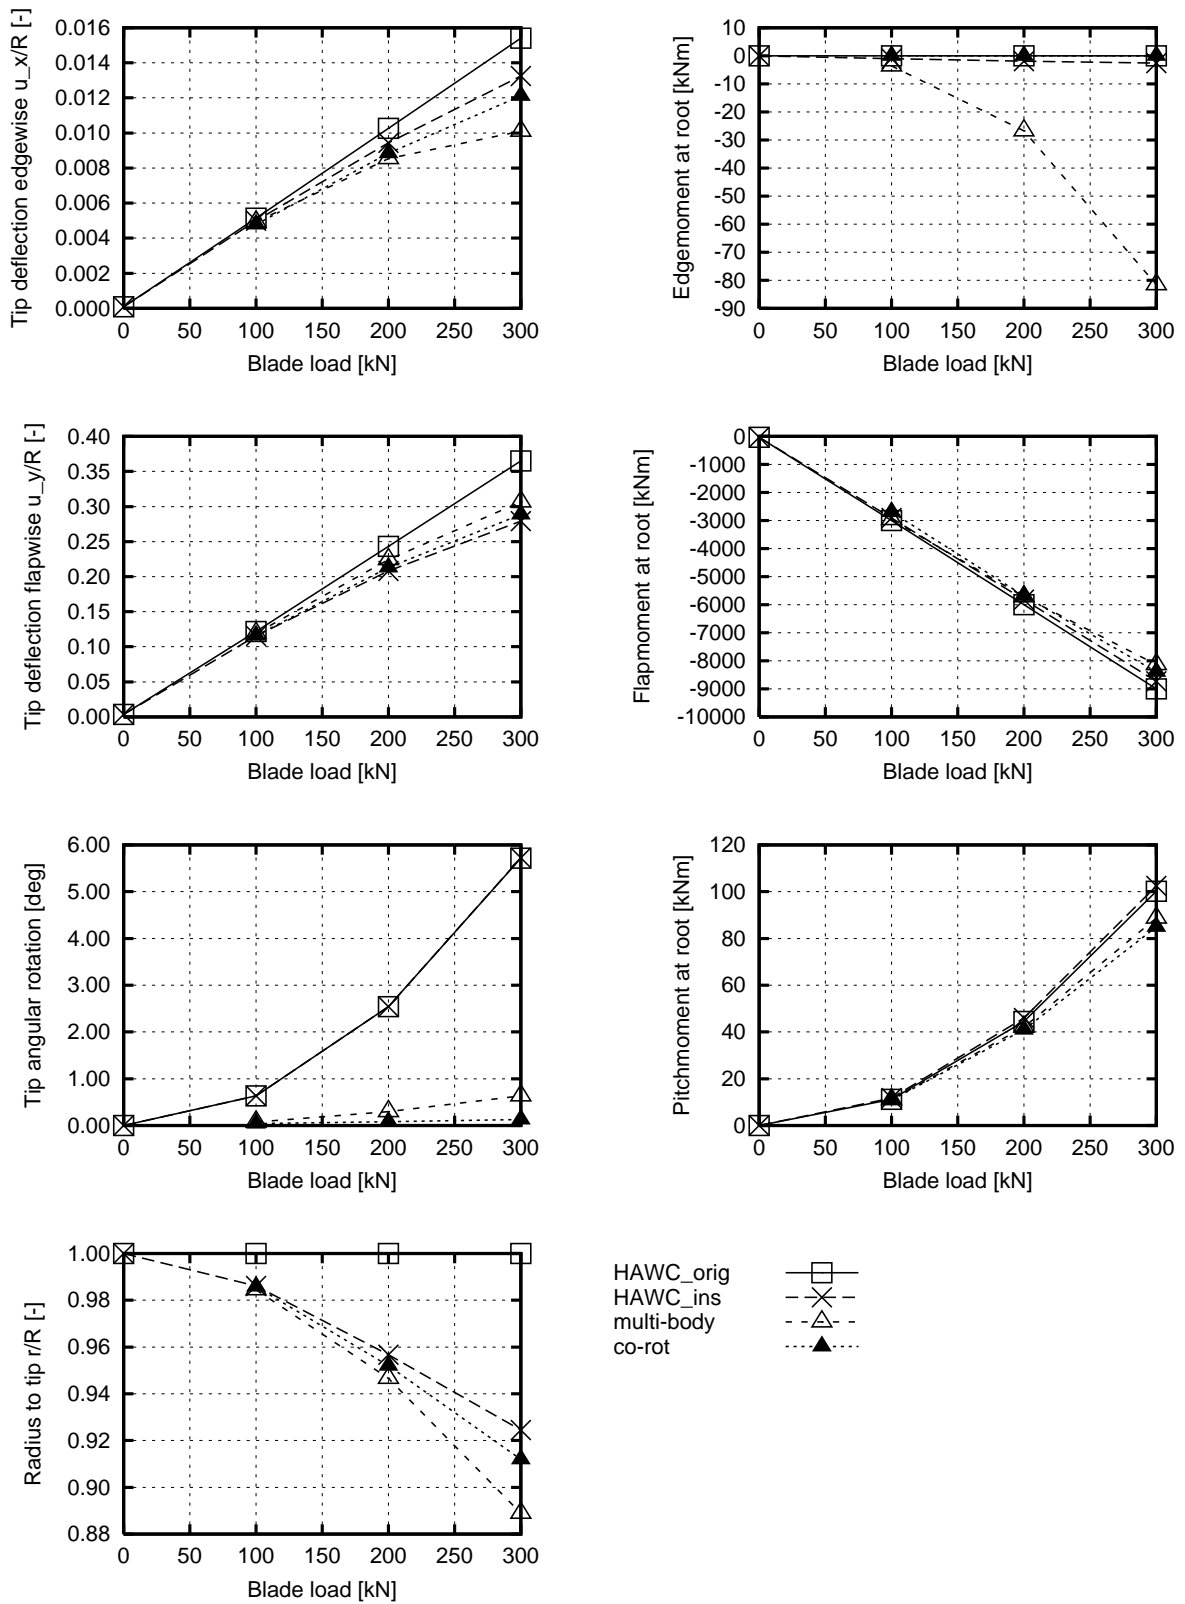 Tip deflection edgewise u_x/R [-]
0.016
0.014
0.012
0.010
0.008
0.006
0.004
0.002
0.000
0 50 100 150 200 250 300
Blade load [kN]
Edgemoment at root [kNm]
10
0
-10
-20
-30
-40
-50
-60
-70
-80
-90
0 50 100 150 200 250 300
Blade load [kN]
Tip deflection flapwise u_y/R [-]
0.40
0.35
0.30
0.25
0.20
0.15
0.10
0.05
0.00
0 50 100 150 200 250 300
Blade load [kN]
Flapmoment at root [kNm]
0
-1000
-2000
-3000
-4000
-5000
-6000
-7000
-8000
-9000
-10000
0 50 100 150 200 250 300
Blade load [kN]
Tip angular rotation [deg]
6.00
5.00
4.00
3.00
2.00
1.00
0.00
0 50 100 150 200 250 300
Blade load [kN]
Pitchmoment at root [kNm]
120
100
80
60
40
20
0
0 50 100 150 200 250 300
Blade load [kN]
Radius to tip r/R [-]
1.00
0.98
0.96
0.94
0.92
0.90
0.88
0 50 100 150 200 250 300
Blade load [kN]
HAWC_orig
HAWC_ins
multi-body
co-rot